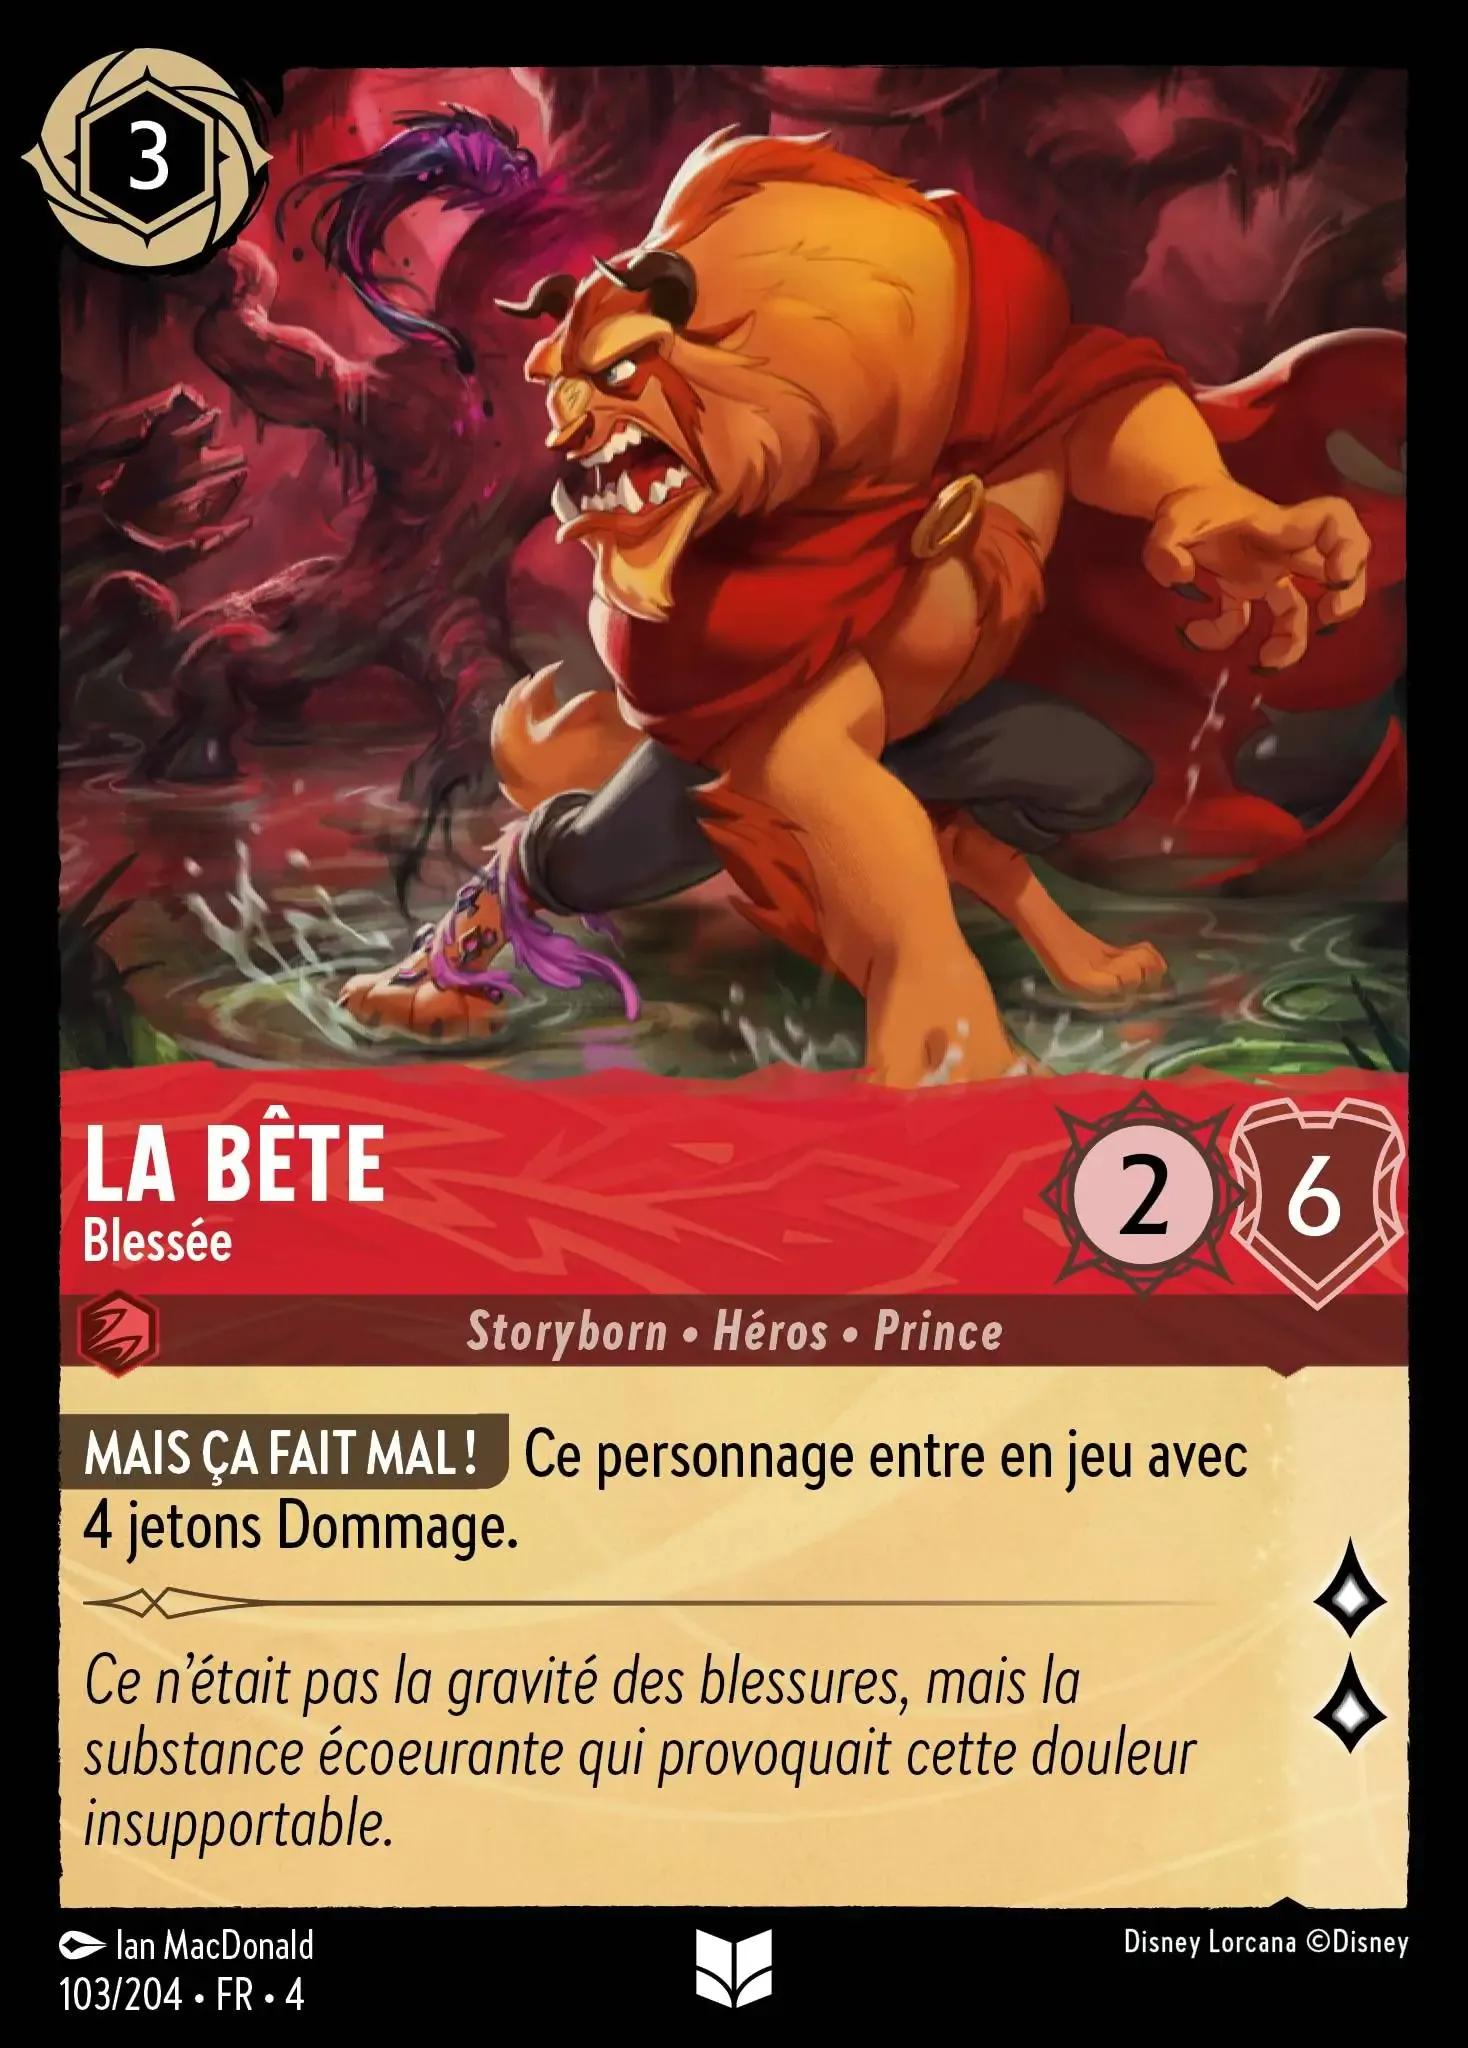 3
LA BÊTE
Blessée
2
6
Storyborn • Héros • Prince
MAIS ÇA FAIT MAL ! Ce personnage entre en jeu avec
4 jetons Dommage.
Ce n'était pas la gravité des blessures, mais la
substance écoeurante qui provoquait cette douleur
insupportable.
Ian MacDonald
Disney Lorcana ©Disney
103/204 • FR • 4